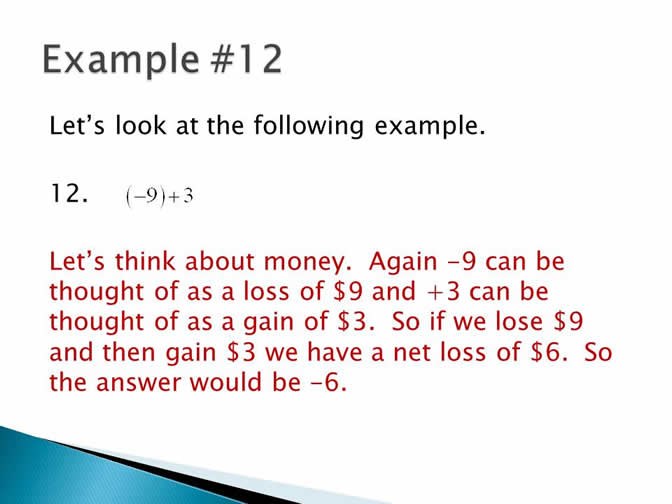 Example #12
Let's look at the following example.
12. (−9)+3
Let's think about money. Again -9 can be
thought of as a loss of $9 and +3 can be
thought of as a gain of $3. So if we lose $9
and then gain $3 we have a net loss of $6. So
the answer would be -6.